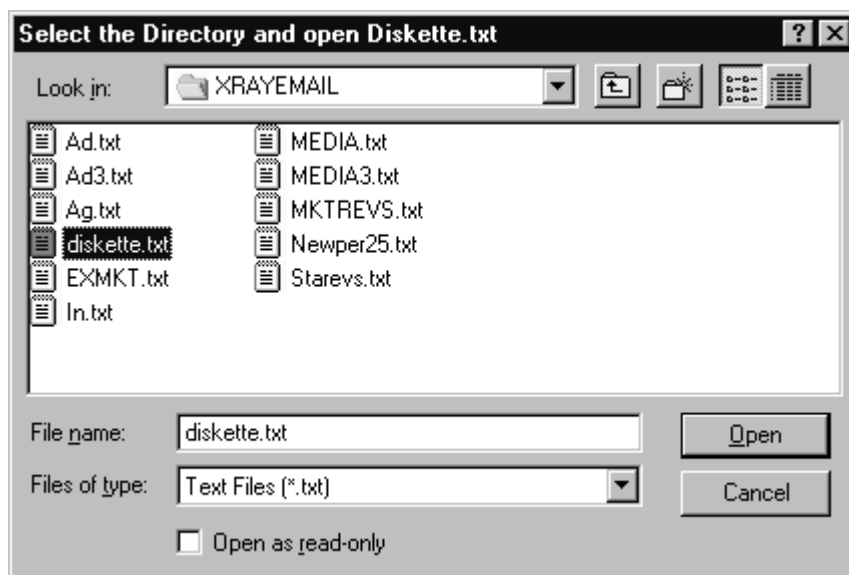 Select the Directory and open Diskette.txt
Look in:
XRAYEMAIL
Ad.txt
Ad3.txt
Ag.txt
diskette.txt
EXMKT.txt
In.txt
MEDIA.txt
MEDIA3.txt
MKTREVS.txt
Newper25.txt
Starevs.txt
File name:
diskette.txt
Open
Files of type:
Text Files (*.txt)
Cancel
Open as read-only